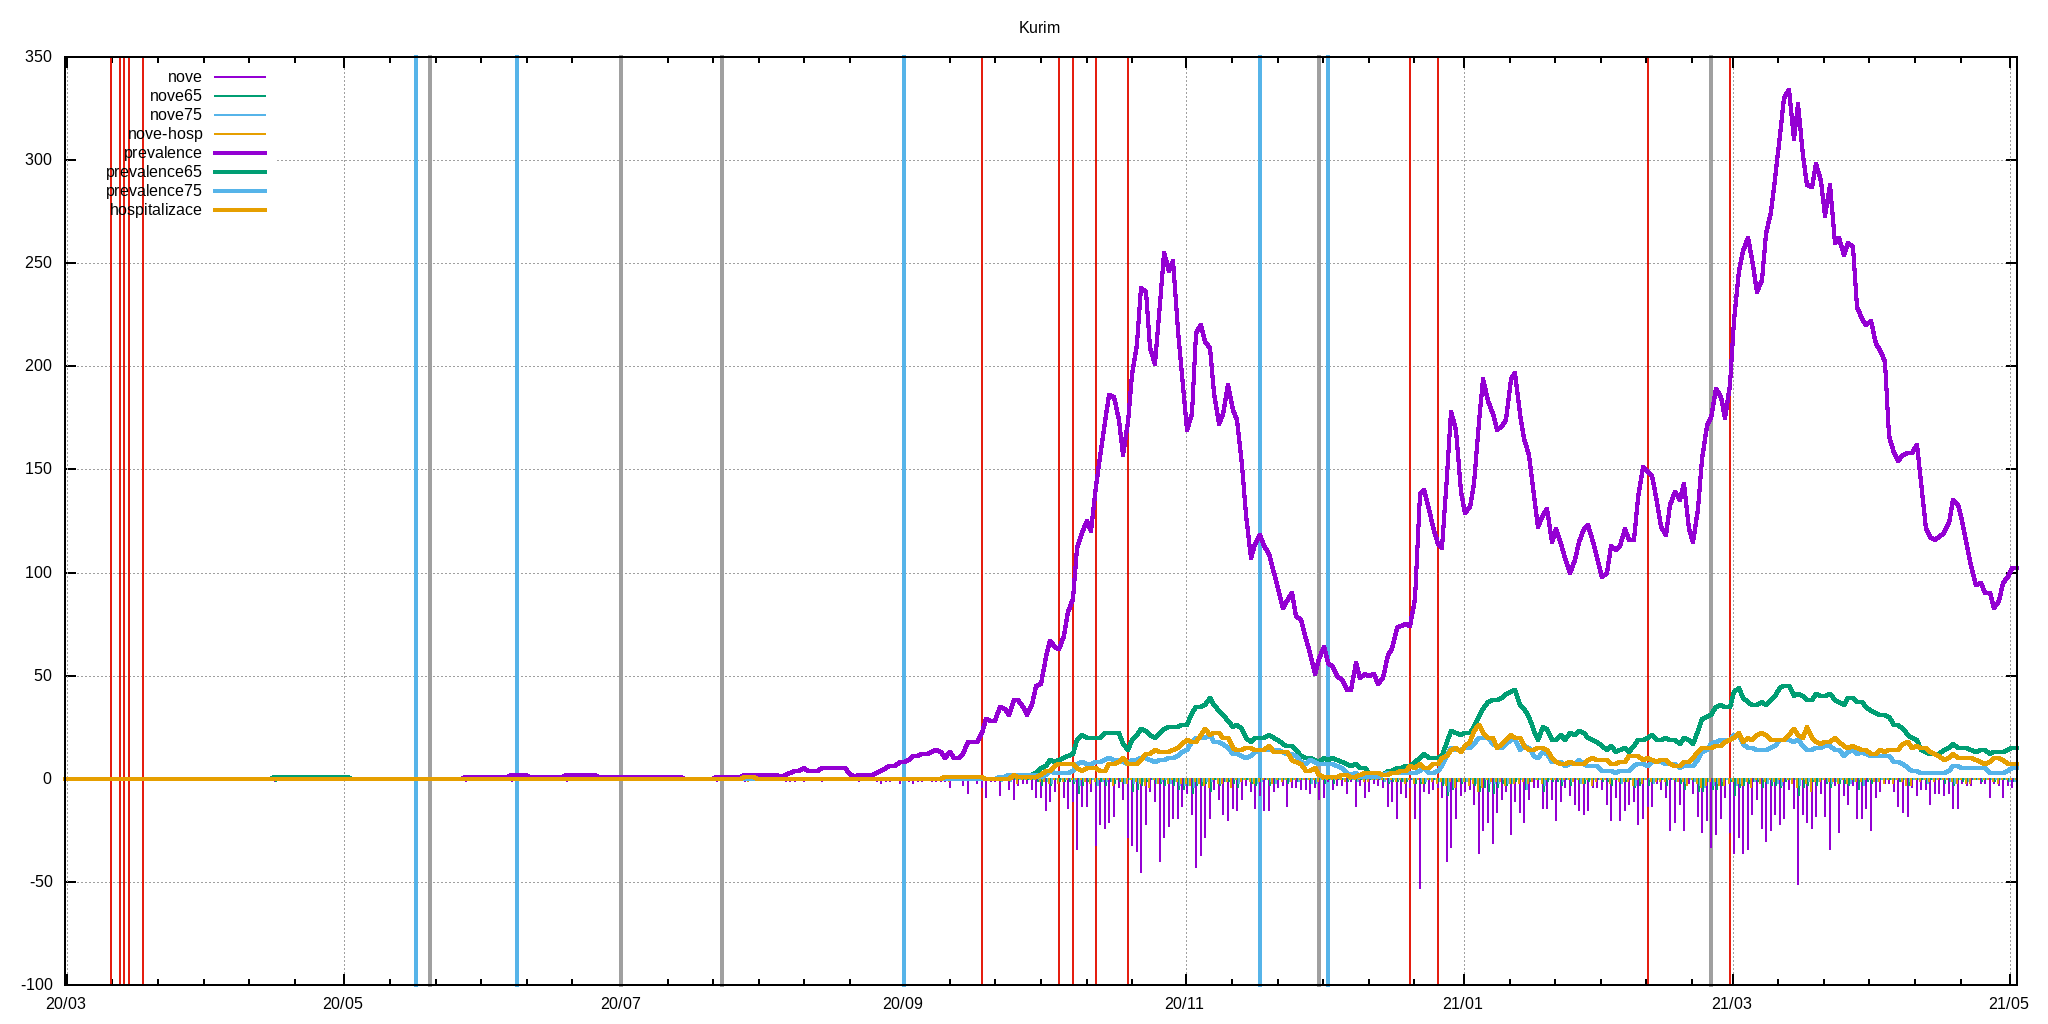 Kurim
350
300
250
200
150
100
50
0
-50
-100
nove
nove65
nove75
nove-hosp
prevalence
prevalence65
prevalence75
hospitalizace
20/03 20/05 20/07 20/09 20/11 21/01 21/03 21/05